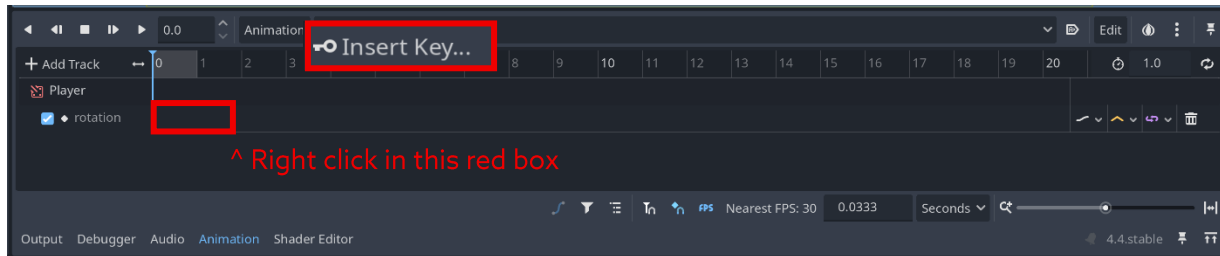 0.0 Animation Edit
Insert Key...
+ Add Track 0 1 2 3 8 9 10 11 12 13 14 15 16 17 18 19 20 1.0
Player
rotation
^ Right click in this red box
FPS Nearest FPS: 30 0.0333 Seconds
Output Debugger Audio Animation Shader Editor 4.4.stable